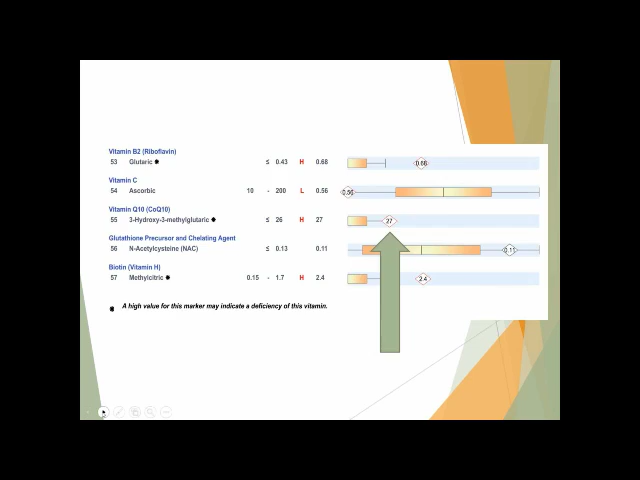 Vitamin B2 (Riboflavin)
53 Glutaric ✱ ≤ 0.43 H 0.68 0.68
Vitamin C
54 Ascorbic 10 - 200 L 0.56 0.56
Vitamin Q10 (CoQ10)
55 3-Hydroxy-3-methylglutaric ✱ ≤ 26 H 27 27
Glutathione Precursor and Chelating Agent
56 N-Acetylcysteine (NAC) ≤ 0.13 0.11 0.11
Biotin (Vitamin H)
57 Methylcitric ✱ 0.15 - 1.7 H 2.4 2.4
✱ A high value for this marker may indicate a deficiency of this vitamin.